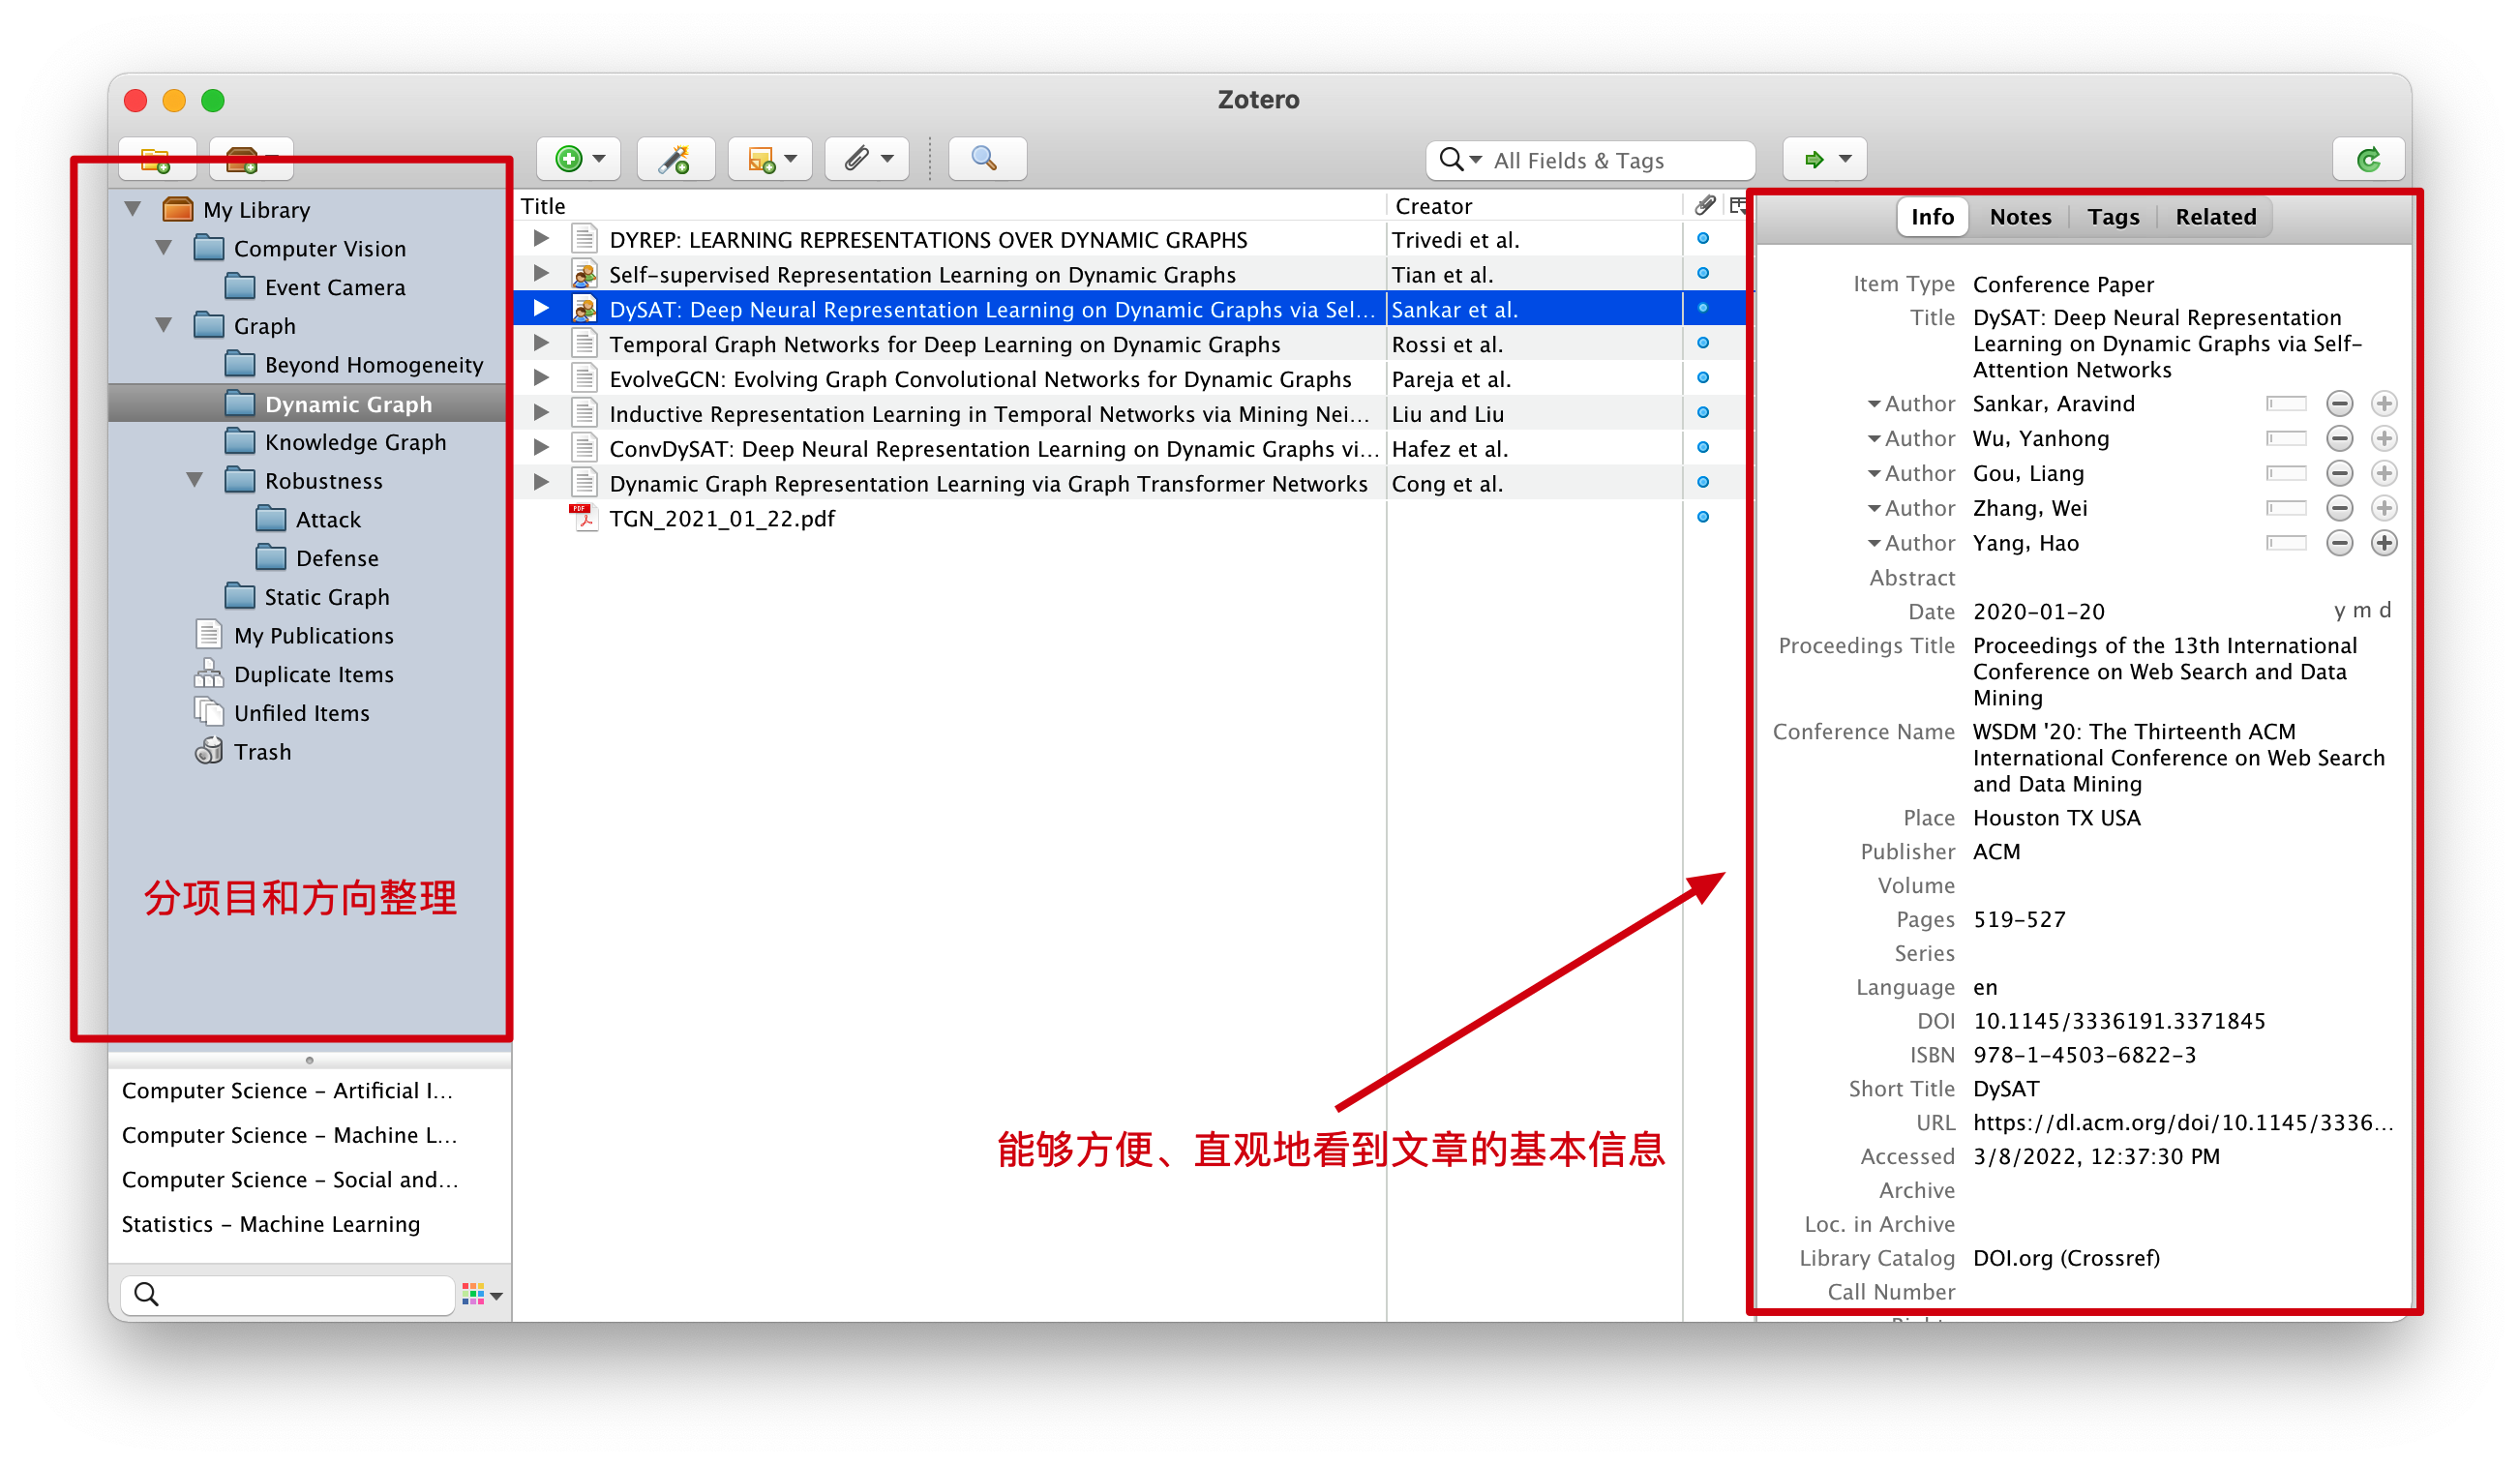 Zotero
All Fields & Tags
My Library
Computer Vision
Event Camera
Graph
Beyond Homogeneity
Dynamic Graph
Knowledge Graph
Robustness
Attack
Defense
Static Graph
My Publications
Duplicate Items
Unfiled Items
Trash
分项目和方向整理
Computer Science – Artificial I...
Computer Science – Machine L...
Computer Science – Social and...
Statistics – Machine Learning
Title Creator
DYREP: LEARNING REPRESENTATIONS OVER DYNAMIC GRAPHS Trivedi et al.
Self-supervised Representation Learning on Dynamic Graphs Tian et al.
DySAT: Deep Neural Representation Learning on Dynamic Graphs via Sel... Sankar et al.
Temporal Graph Networks for Deep Learning on Dynamic Graphs Rossi et al.
EvolveGCN: Evolving Graph Convolutional Networks for Dynamic Graphs Pareja et al.
Inductive Representation Learning in Temporal Networks via Mining Nei... Liu and Liu
ConvDySAT: Deep Neural Representation Learning on Dynamic Graphs vi... Hafez et al.
Dynamic Graph Representation Learning via Graph Transformer Networks Cong et al.
PDF TGN_2021_01_22.pdf
能够方便、直观地看到文章的基本信息
Info Notes Tags Related
Item Type Conference Paper
Title DySAT: Deep Neural Representation
Learning on Dynamic Graphs via Self-
Attention Networks
Author Sankar, Aravind
Author Wu, Yanhong
Author Gou, Liang
Author Zhang, Wei
Author Yang, Hao
Abstract
Date 2020-01-20 y m d
Proceedings Title Proceedings of the 13th International
Conference on Web Search and Data
Mining
Conference Name WSDM '20: The Thirteenth ACM
International Conference on Web Search
and Data Mining
Place Houston TX USA
Publisher ACM
Volume
Pages 519-527
Series
Language en
DOI 10.1145/3336191.3371845
ISBN 978-1-4503-6822-3
Short Title DySAT
URL https://dl.acm.org/doi/10.1145/3336...
Accessed 3/8/2022, 12:37:30 PM
Archive
Loc. in Archive
Library Catalog DOI.org (Crossref)
Call Number